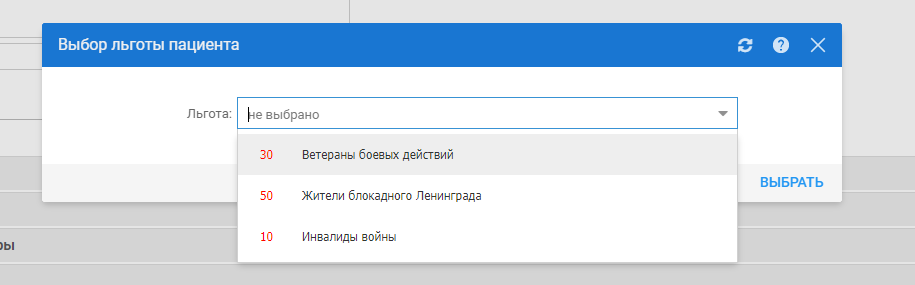 Выбор льготы пациента
Льгота: не выбрано
30 Ветераны боевых действий
50 Жители блокадного Ленинграда
10 Инвалиды войны
ВЫБРАТЬ
ры